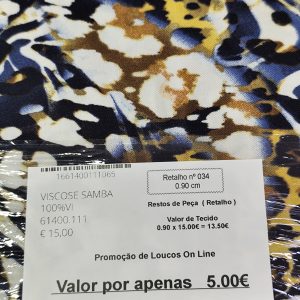 1661400111065
VISCOSE SAMBA
100%VI
61400.111
€ 15,00
Retalho nº 034
0.90 cm
Restos de Peça ( Retalho )
Valor de Tecido
0.90 x 15.00€ = 13.50€
Promoção de Loucos On Line
Valor por apenas 5.00€